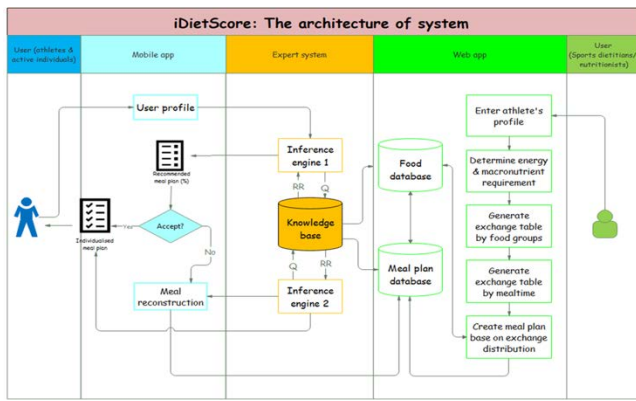 iDietScore: The architecture of system
User (athletes &
active individuals)
Mobile app
Expert system
Web app
User
(Sports dietitions/
nutritionists)
User profile
Enter athlete's
profile
Inference
engine 1
Recommended
meal plan (%)
Food
database
Determine energy
& macronutrient
requirement
RR
Q
Individualised
meal plan
Yes
Accept?
Knowledge
base
Generate
exchange table
by food groups
No
Q
RR
Meal plan
database
Generate
exchange table
by mealtime
Meal
reconstruction
Inference
engine 2
Create meal plan
base on exchange
distribution